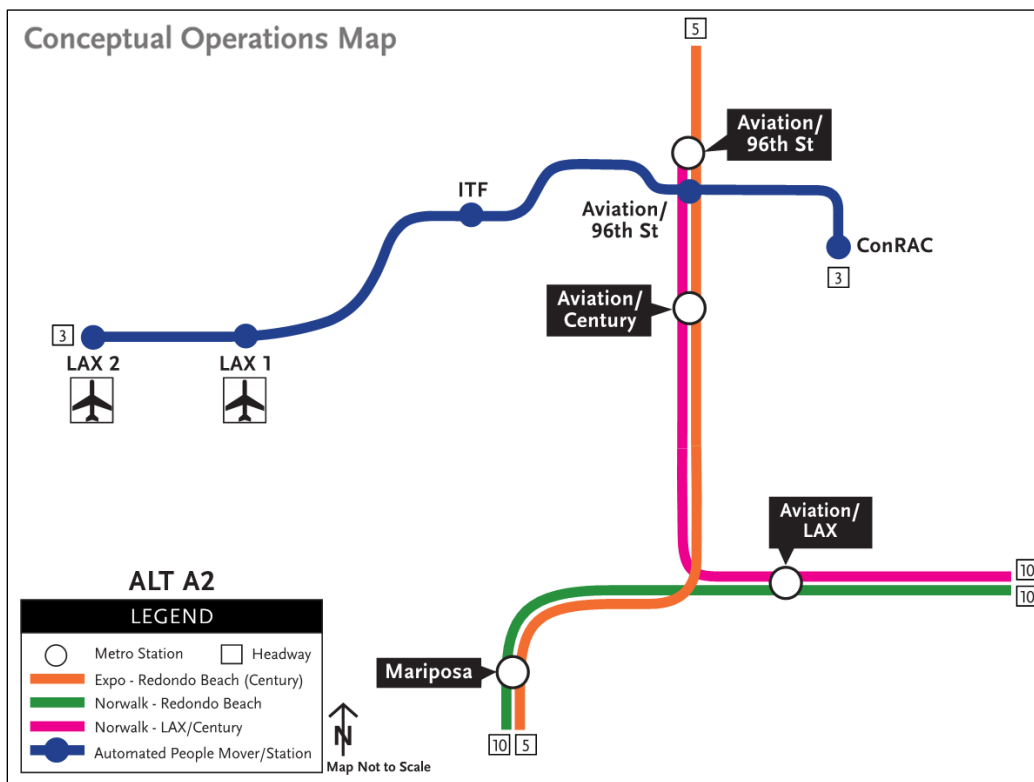 Conceptual Operations Map
5
Aviation/
96th St
ITF
Aviation/
96th St
ConRAC
3
Aviation/
Century
3
LAX 2
LAX 1
Aviation/
LAX
10
10
Mariposa
10
5
ALT A2
LEGEND
Metro Station
Headway
Expo - Redondo Beach (Century)
Norwalk - Redondo Beach
Norwalk - LAX/Century
Automated People Mover/Station
N
Map Not to Scale